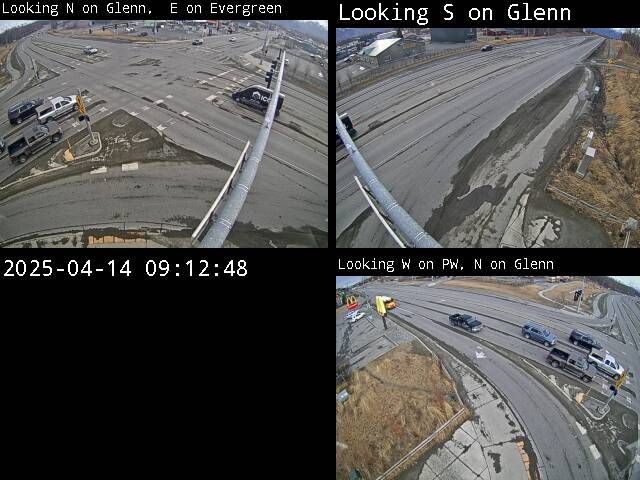 Looking N on Glenn,  E on Evergreen
Looking S on Glenn
2025-04-14 09:12:48
Looking W on PW, N on Glenn